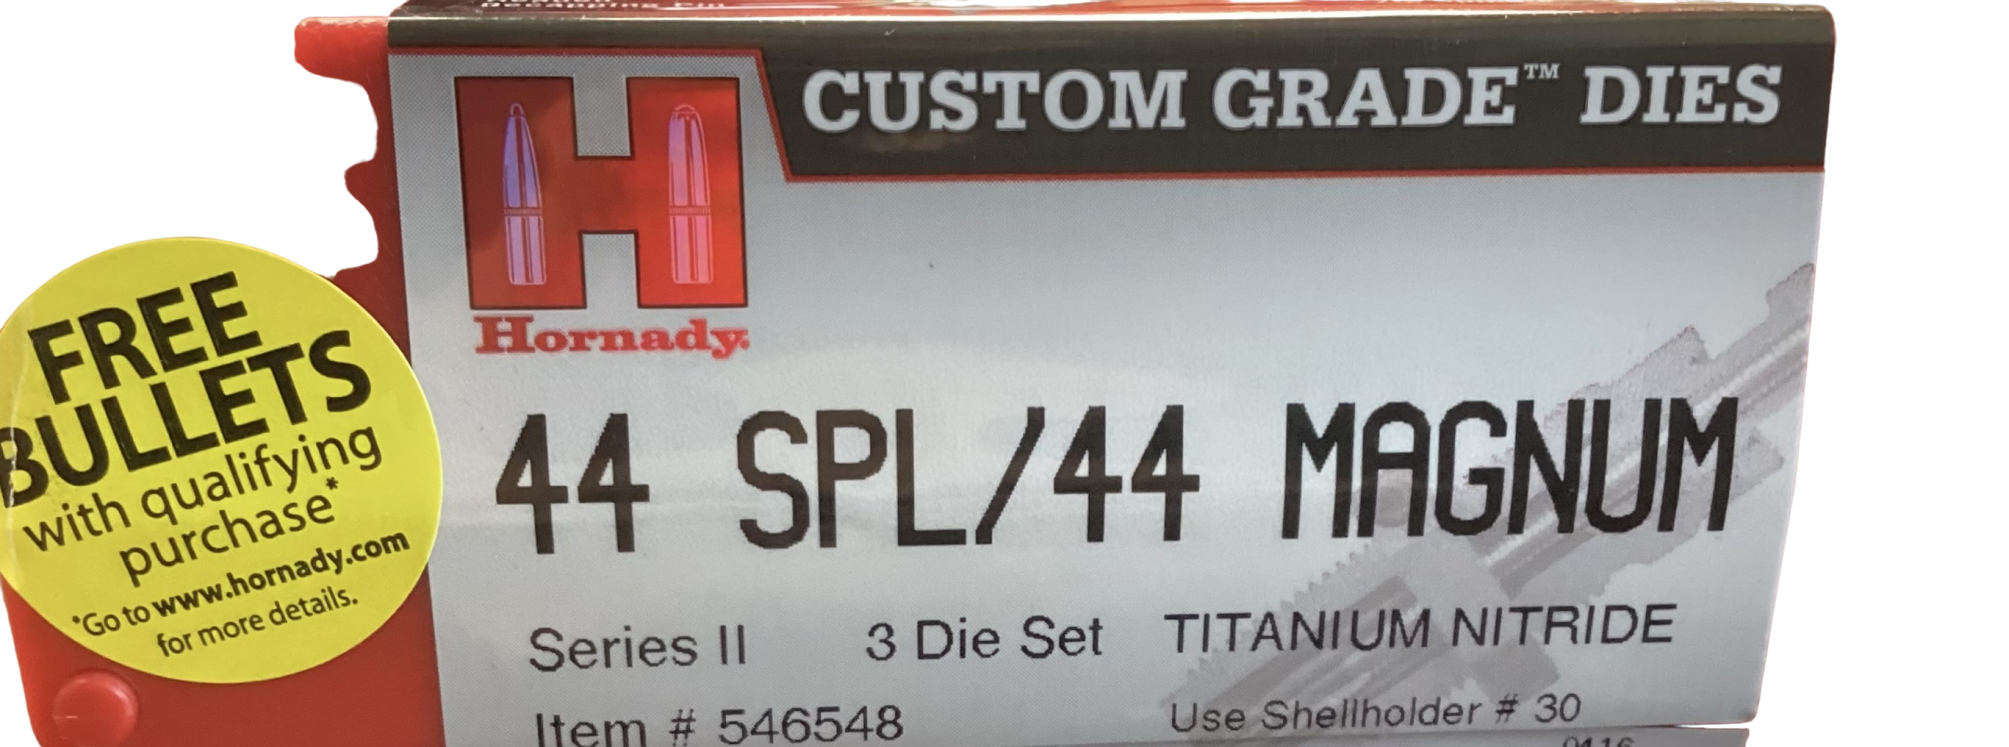 CUSTOM GRADE™ DIES
Hornady
FREE
BULLETS
with qualifying
purchase*
*Go to www.hornady.com
for more details.
44 SPL/44 MAGNUM
Series II 3 Die Set TITANIUM NITRIDE
Item # 546548 Use Shellholder # 30